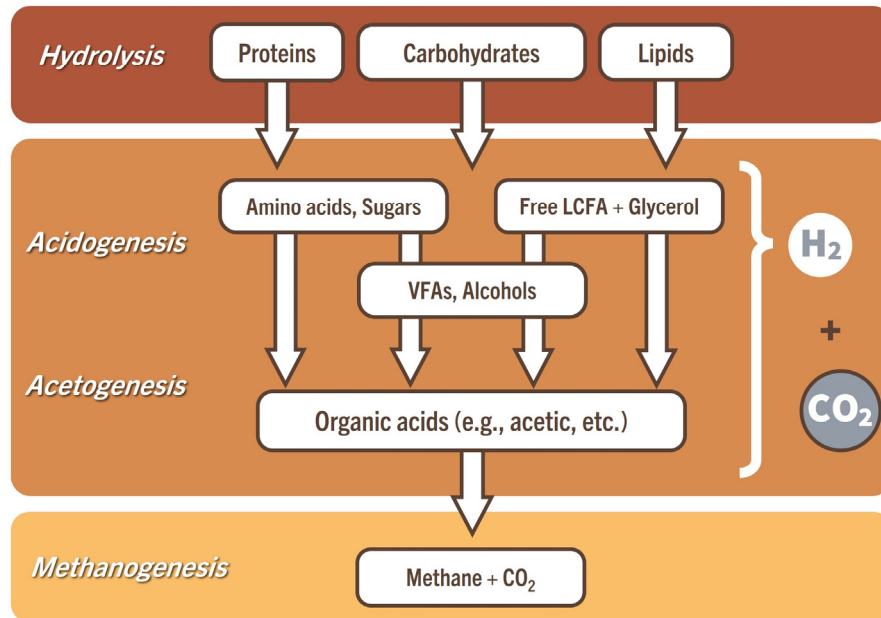 Hydrolysis
Proteins
Carbohydrates
Lipids
Acidogenesis
Amino acids, Sugars
Free LCFA + Glycerol
H₂
VFAs, Alcohols
+
Acetogenesis
Organic acids (e.g., acetic, etc.)
CO₂
Methanogenesis
Methane + CO₂